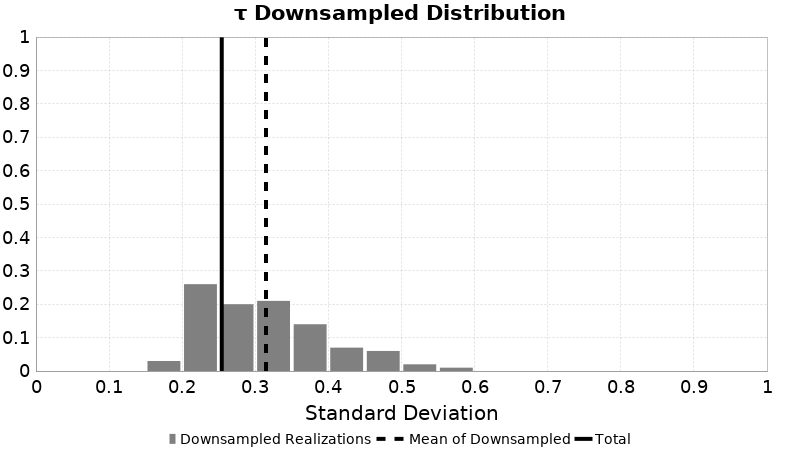 τ Downsampled Distribution
1
0.9
0.8
0.7
0.6
0.5
0.4
0.3
0.2
0.1
0
0 0.1 0.2 0.3 0.4 0.5 0.6 0.7 0.8 0.9 1
Standard Deviation
Downsampled Realizations Mean of Downsampled Total